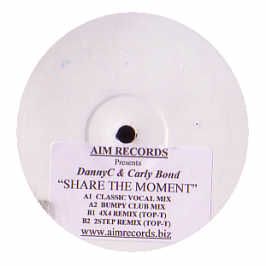 AIM RECORDS
Presents
DannyC & Carly Bond
"SHARE THE MOMENT"
A1 CLASSIC VOCAL MIX
A2 BUMPY CLUB MIX
B1 4X4 REMIX (TOP-T)
B2 2STEP REMIX (TOP-T)
www.aimrecords.biz